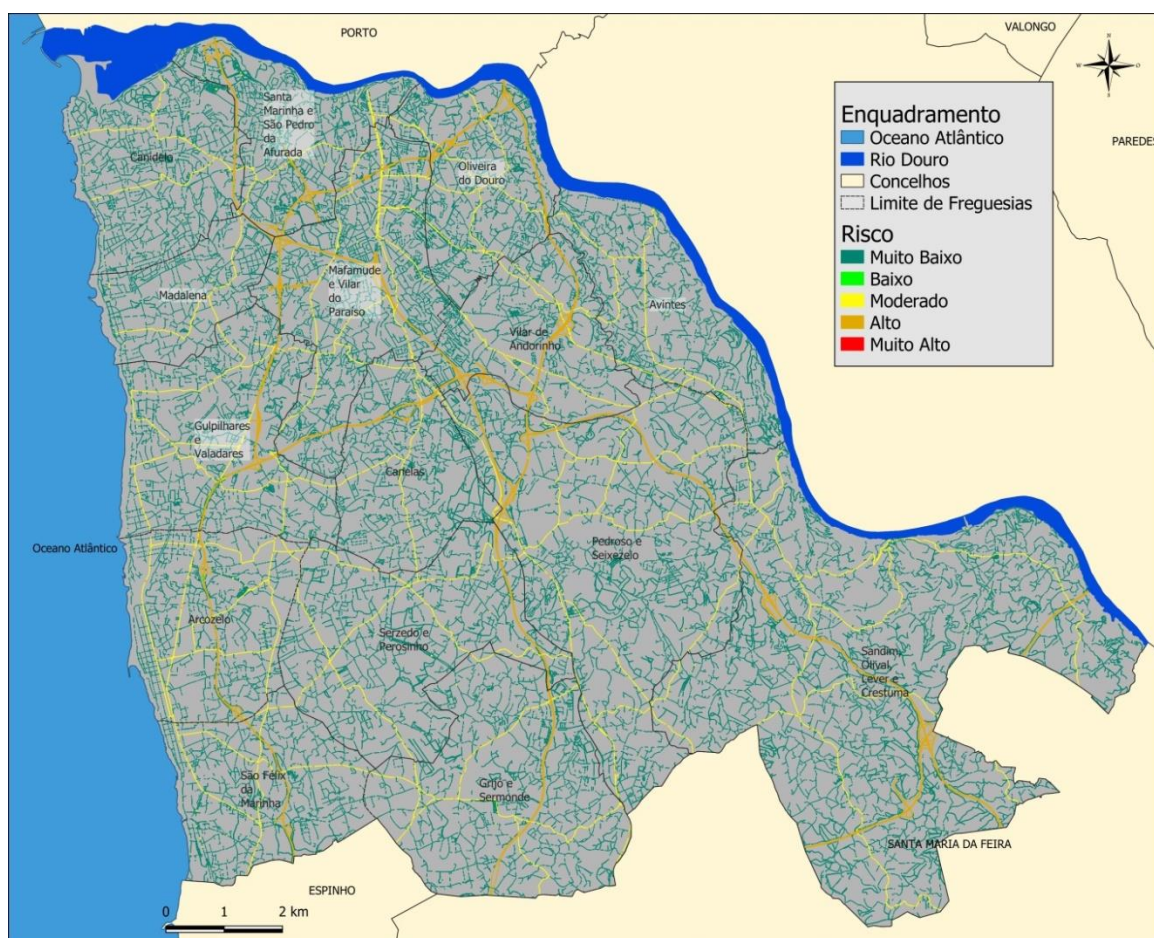 PORTO
VALONGO
N
W
O
S
PAREDES
Enquadramento
Oceano Atlântico
Rio Douro
Concelhos
Limite de Freguesias
Risco
Muito Baixo
Baixo
Moderado
Alto
Muito Alto
Santa
Marinha e
São Pedro
da
Afurada
Canidelo
Oliveira
do Douro
Mafamude
e Vilar
do
Paraíso
Madalena
Avintes
Vilar de
Andorinho
Gulpilhares
e
Valadares
Canelas
Oceano Atlântico
Pedroso e
Seixezelo
Arcozelo
Serzedo e
Perosinho
Sandim,
Olival,
Lever e
Crestuma
São Félix
da
Marinha
Grijó e
Sermonde
SANTA MARIA DA FEIRA
ESPINHO
0 1 2 km